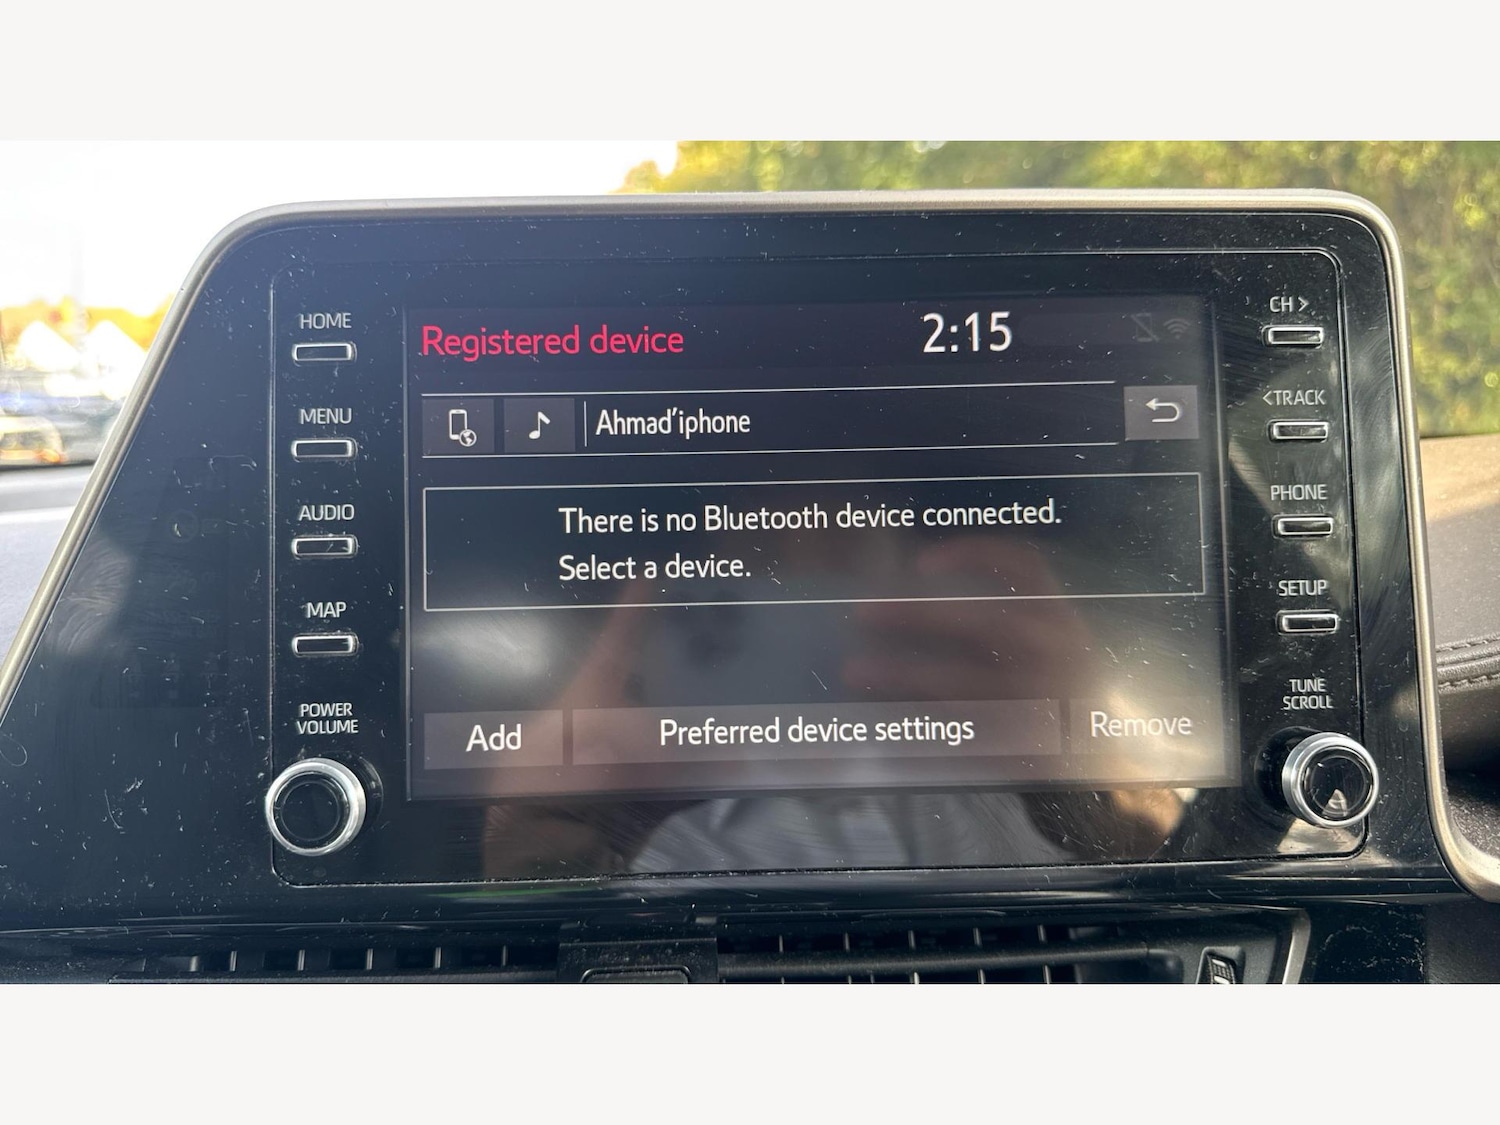 HOME
MENU
AUDIO
MAP
POWER
VOLUME
Registered device
2:15
Ahmad'iphone
There is no Bluetooth device connected.
Select a device.
Add
Preferred device settings
Remove
CH >
<TRACK
PHONE
SETUP
TUNE
SCROLL